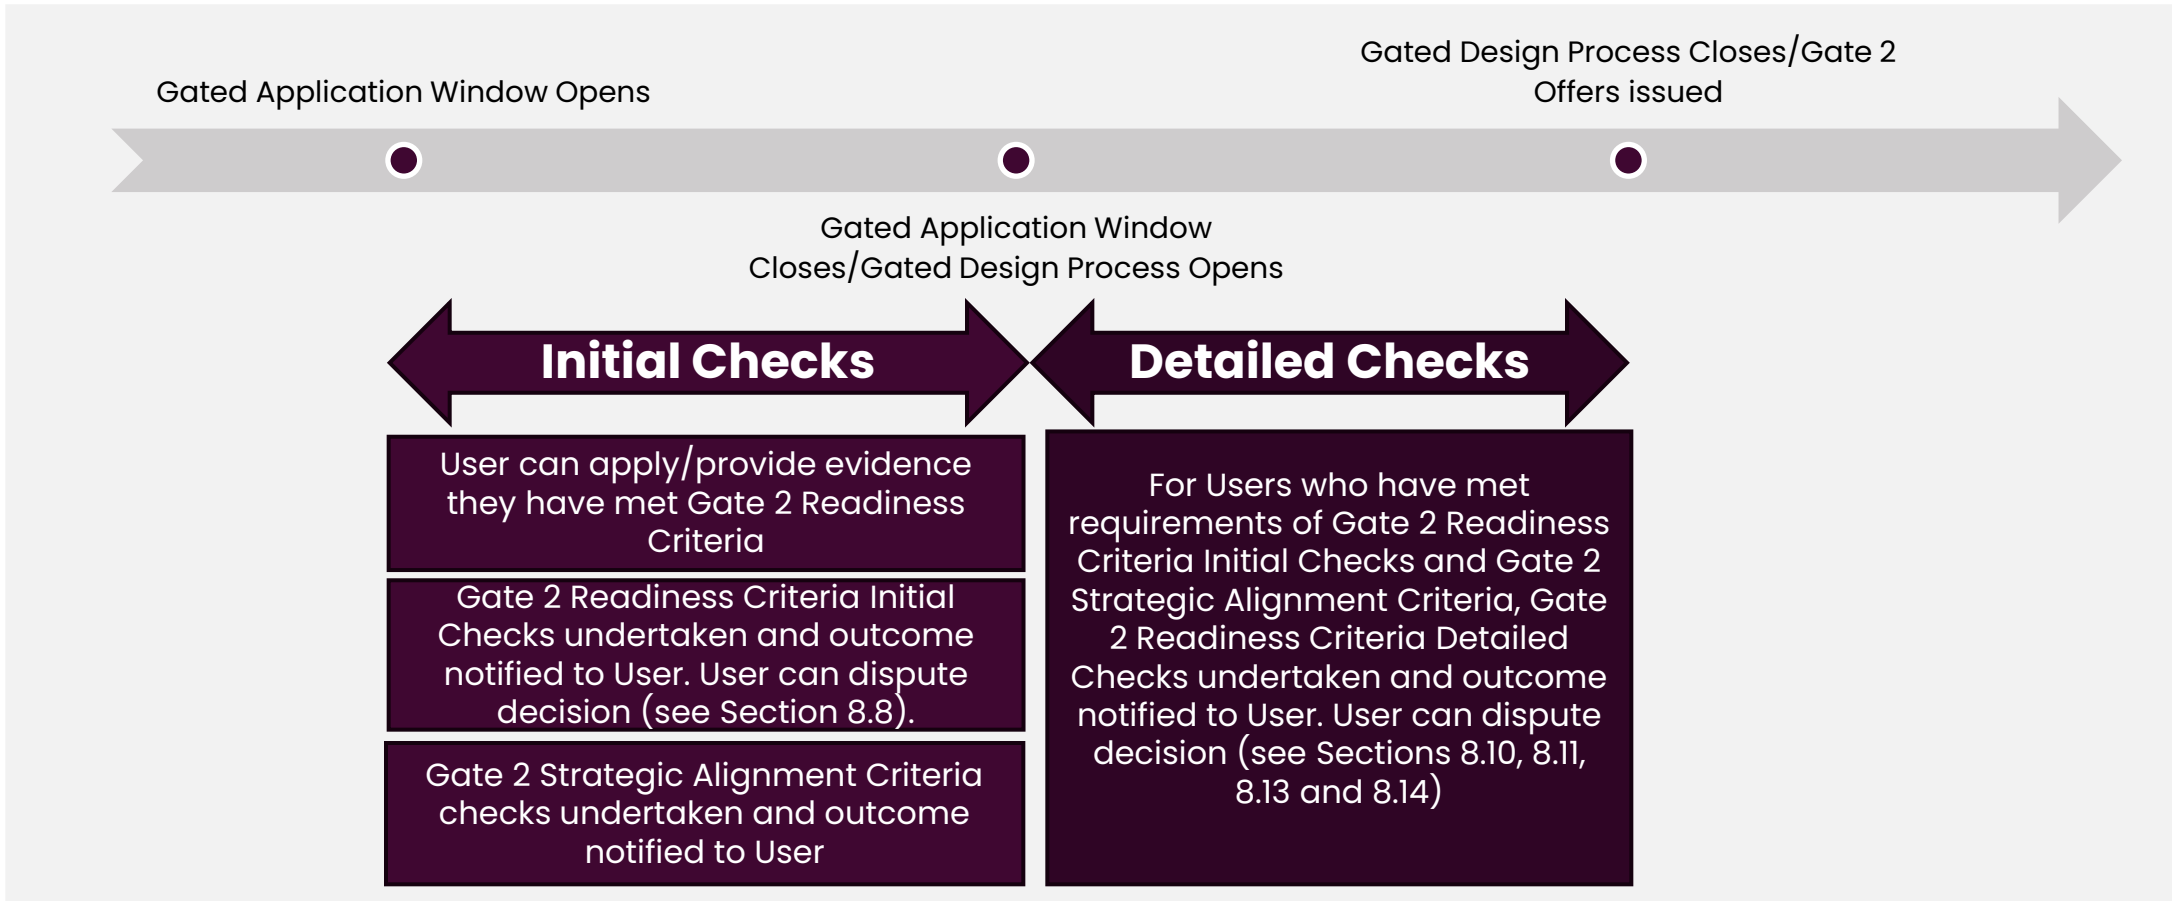 Gated Application Window Opens
Gated Design Process Closes/Gate 2
Offers issued
Gated Application Window
Closes/Gated Design Process Opens
Initial Checks
User can apply/provide evidence
they have met Gate 2 Readiness
Criteria
Gate 2 Readiness Criteria Initial
Checks undertaken and outcome
notified to User. User can dispute
decision (see Section 8.8).
Gate 2 Strategic Alignment Criteria
checks undertaken and outcome
notified to User
Detailed Checks
For Users who have met
requirements of Gate 2 Readiness
Criteria Initial Checks and Gate 2
Strategic Alignment Criteria, Gate
2 Readiness Criteria Detailed
Checks undertaken and outcome
notified to User. User can dispute
decision (see Sections 8.10, 8.11,
8.13 and 8.14)